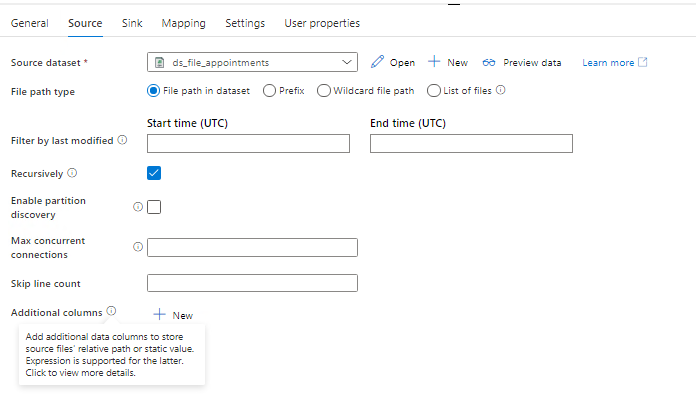 General Source Sink Mapping Settings User properties
Source dataset * ds_file_appointments Open New Preview data Learn more
File path type File path in dataset Prefix Wildcard file path List of files
Start time (UTC) End time (UTC)
Filter by last modified
Recursively
Enable partition
discovery
Max concurrent
connections
Skip line count
Additional columns New
Add additional data columns to store
source files' relative path or static value.
Expression is supported for the latter.
Click to view more details.